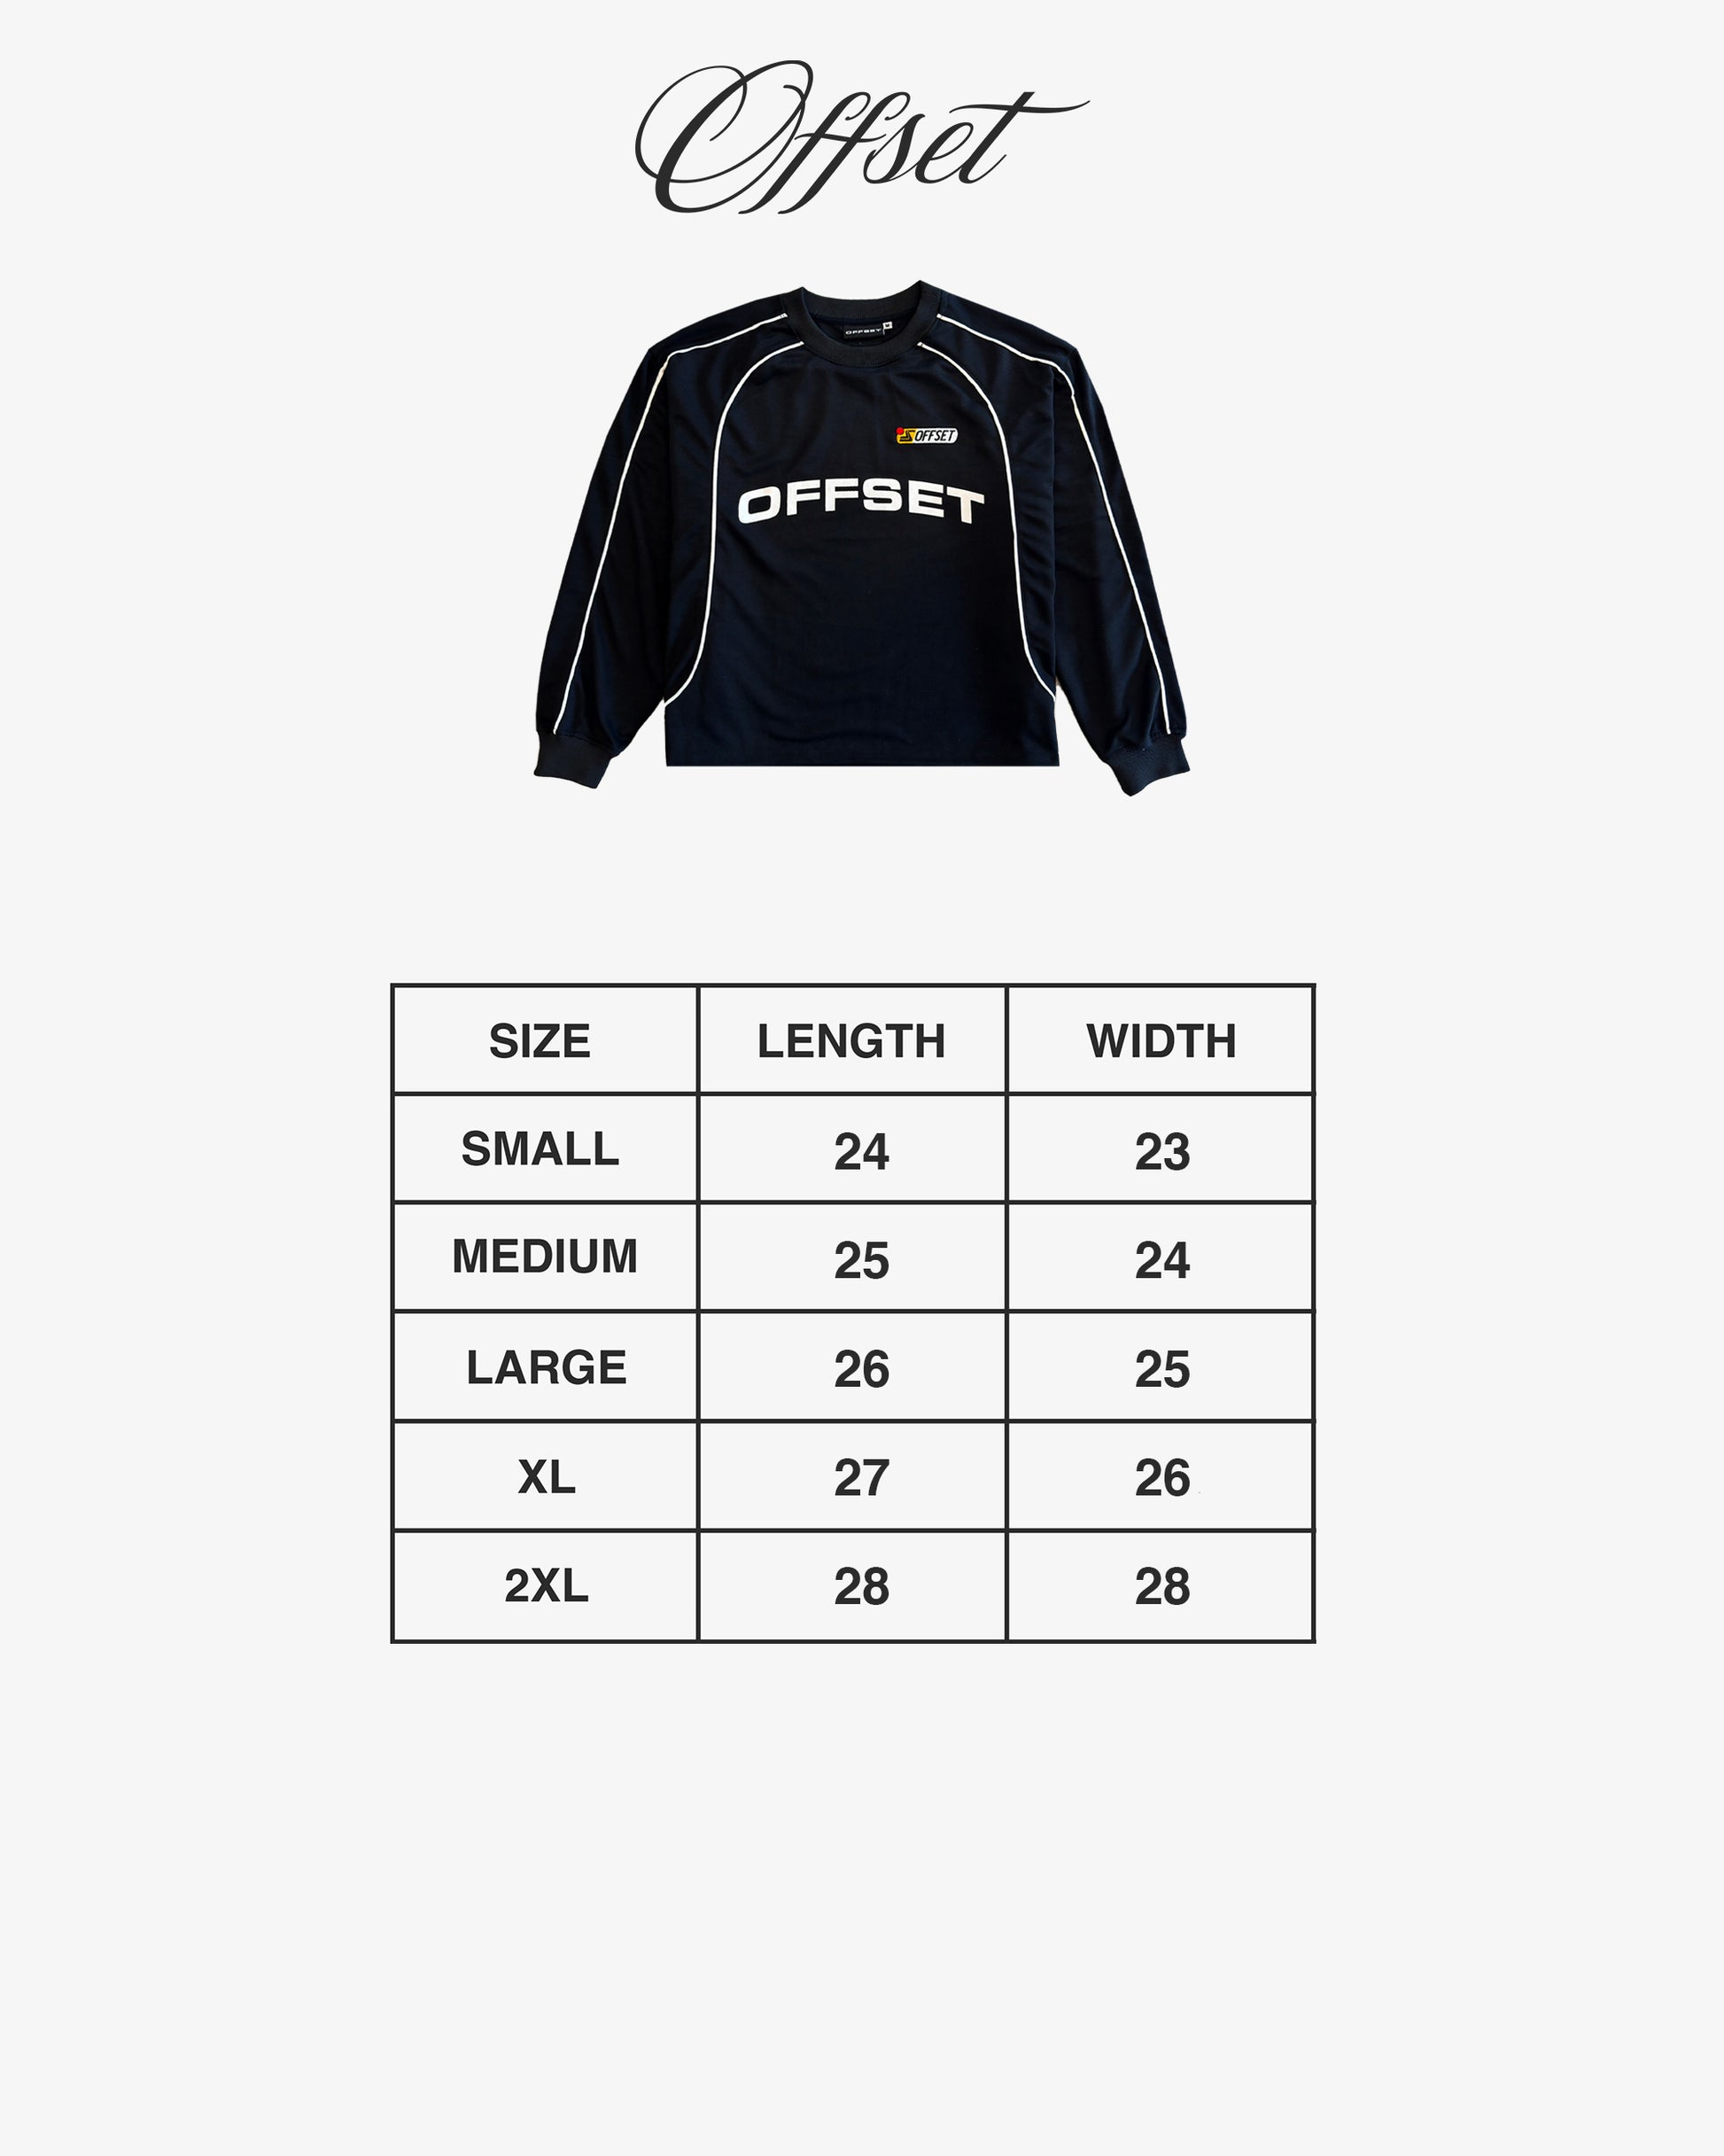 Offset
OFFSET M
OFFSET
OFFSET
SIZE LENGTH WIDTH
SMALL 24 23
MEDIUM 25 24
LARGE 26 25
XL 27 26
2XL 28 28